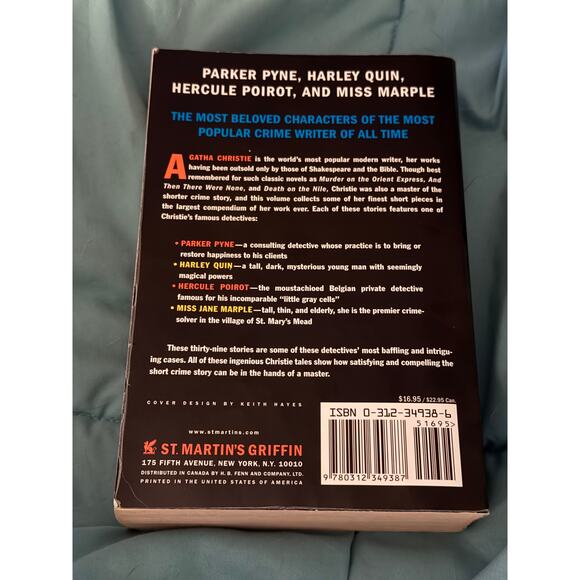 PARKER PYNE, HARLEY QUIN,
HERCULE POIROT, AND MISS MARPLE
THE MOST BELOVED CHARACTERS OF THE MOST
POPULAR CRIME WRITER OF ALL TIME
AGATHA CHRISTIE is the world's most popular modern writer, her works
having been outsold only by those of Shakespeare and the Bible. Though best
remembered for such classic novels as Murder on the Orient Express, And
Then There Were None, and Death on the Nile, Christie was also a master of the
shorter crime story, and this volume collects some of her finest short pieces in
the largest compendium of her work ever. Each of these stories features one of
Christie's famous detectives:
• PARKER PYNE—a consulting detective whose practice is to bring or
restore happiness to his clients
• HARLEY QUIN—a tall, dark, mysterious young man with seemingly
magical powers
• HERCULE POIROT—the moustachioed Belgian private detective
famous for his incomparable "little gray cells"
• MISS JANE MARPLE—tall, thin, and elderly, she is the premier crime-
solver in the village of St. Mary's Mead
These thirty-nine stories are some of these detectives' most baffling and intrigu-
ing cases. All of these ingenious Christie tales show how satisfying and compelling the
short crime story can be in the hands of a master.
COVER DESIGN BY KEITH HAYES
$16.95/$22.95 Can.
ISBN 0-312-34938-6
51695>
9 780312 349387
www.stmartins.com
ST. MARTIN'S GRIFFIN
175 FIFTH AVENUE, NEW YORK, N.Y. 10010
DISTRIBUTED IN CANADA BY H. B. FENN AND COMPANY, LTD.
PRINTED IN THE UNITED STATES OF AMERICA